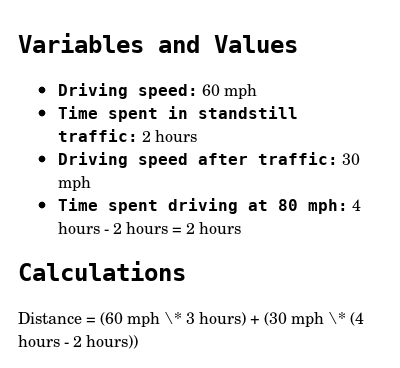 Variables and Values
• Driving speed: 60 mph
• Time spent in standstill
traffic: 2 hours
• Driving speed after traffic: 30
mph
• Time spent driving at 80 mph: 4
hours - 2 hours = 2 hours
Calculations
Distance = (60 mph \* 3 hours) + (30 mph \* (4
hours - 2 hours))